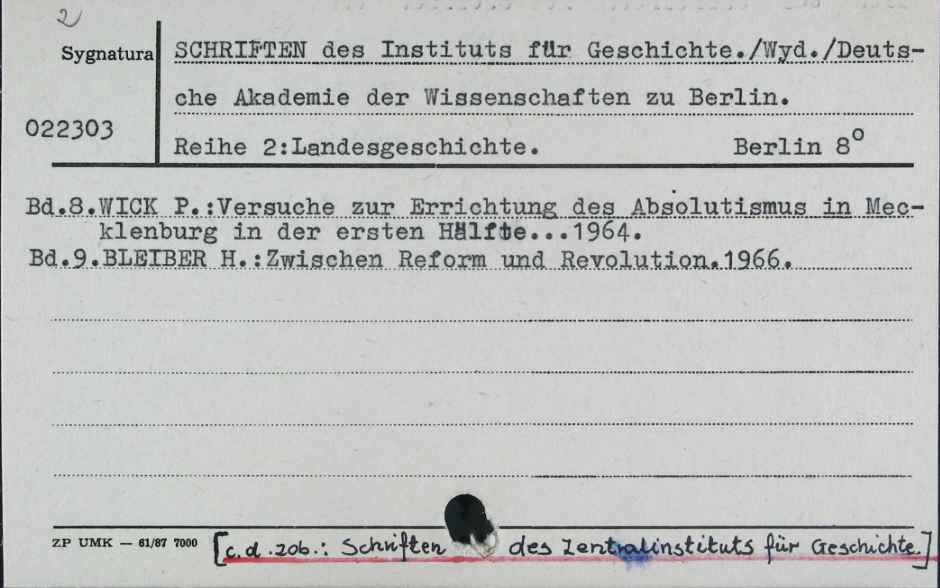 2
Sygnatura
SCHRIFTEN des Instituts für Geschichte./Wyd./Deuts-
che Akademie der Wissenschaften zu Berlin.
022303
Reihe 2:Landesgeschichte. Berlin 8°
Bd.8.WICK P.:Versuche zur Errichtung des Absolutismus in Mec-
klenburg in der ersten Hälfte...1964.
Bd.9.BLEIBER H.:Zwischen Reform und Revolution.1966.
ZP UMK — 61/87 7000 [c.d. zob.: Schriften des Zentralinstituts für Geschichte.]